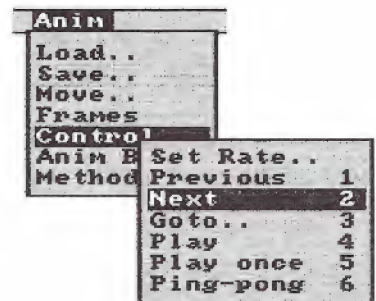 Anim
Load..
Save..
Move..
Frames
Control
Anim B
Method
Set Rate..
Previous 1
Next 2
Goto.. 3
Play 4
Play once 5
Ping-pong 6